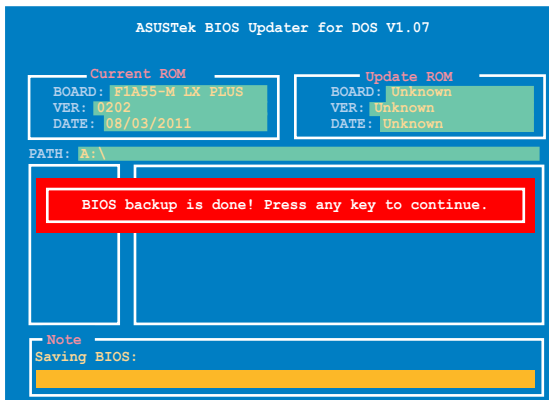 ASUSTek BIOS Updater for DOS V1.07
Current ROM
BOARD: F1A55-M LX PLUS
VER: 0202
DATE: 08/03/2011
Update ROM
BOARD: Unknown
VER: Unknown
DATE: Unknown
PATH: A:\
BIOS backup is done! Press any key to continue.
Note
Saving BIOS: